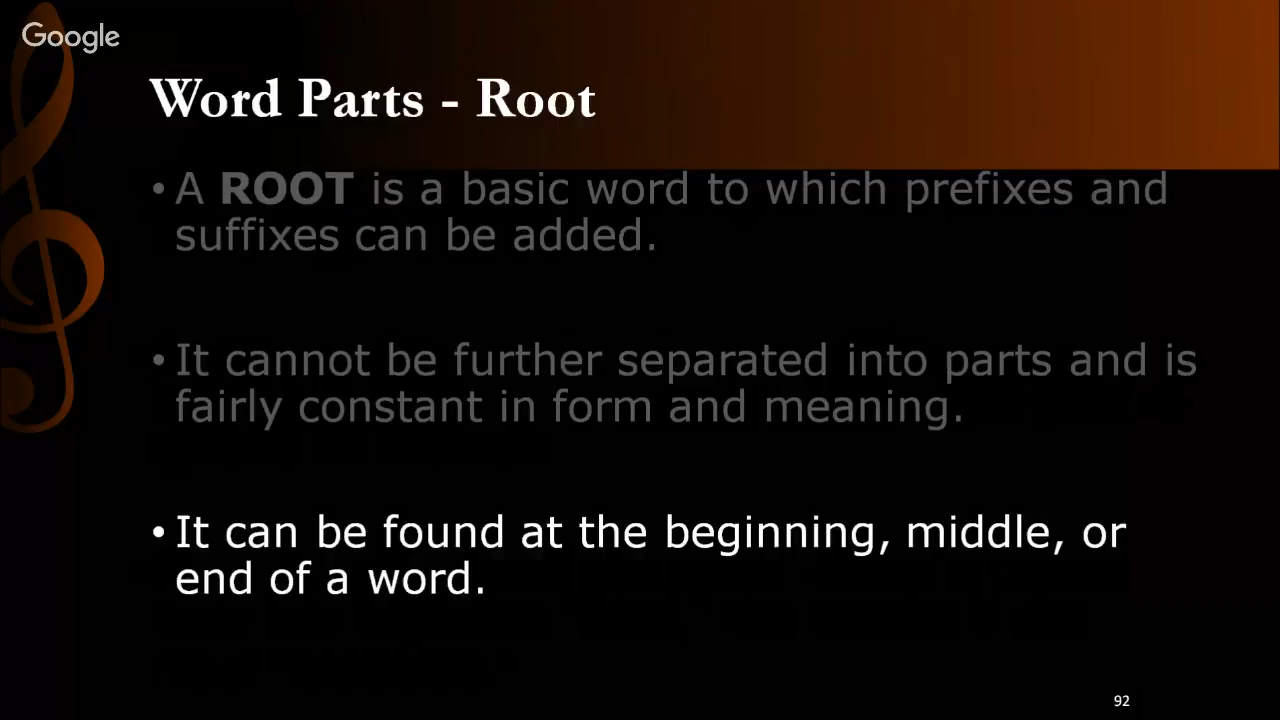 Google
Word Parts - Root
• A ROOT is a basic word to which prefixes and
suffixes can be added.
• It cannot be further separated into parts and is
fairly constant in form and meaning.
• It can be found at the beginning, middle, or
end of a word.
92